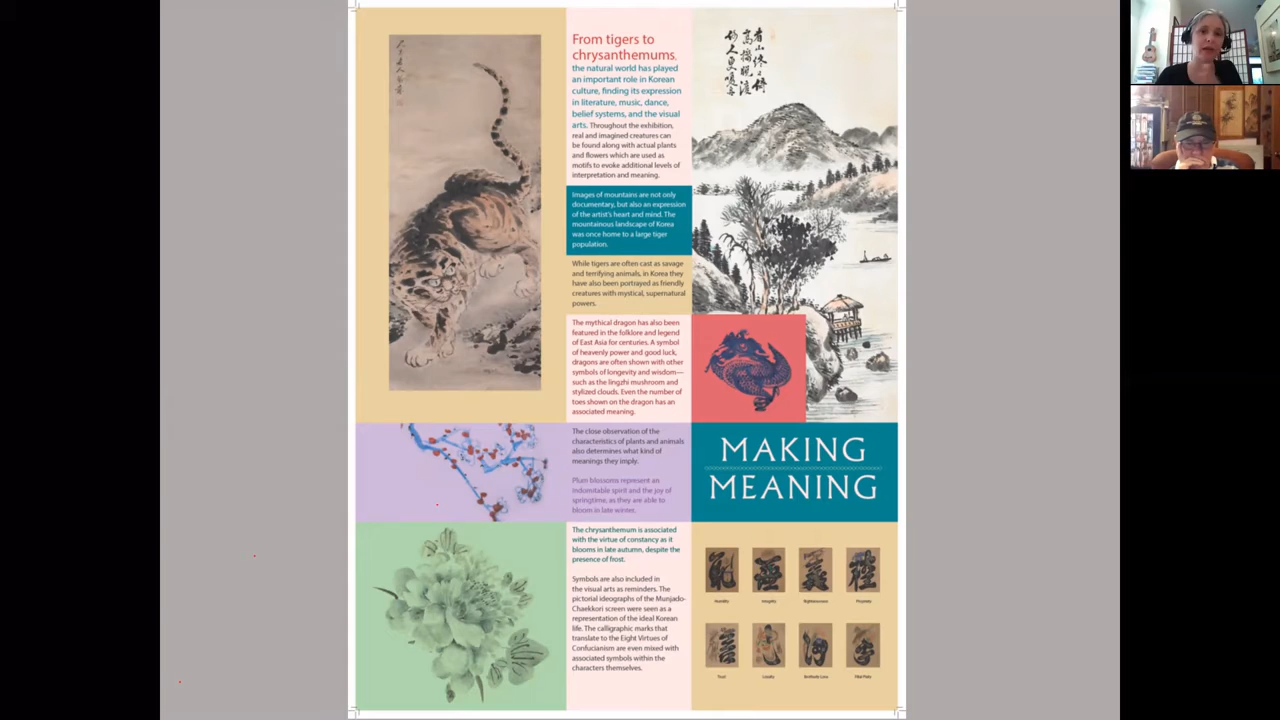 From tigers to
chrysanthemums,
the natural world has played
an important role in Korean
culture, finding its expression
in literature, music, dance,
belief systems, and the visual
arts. Throughout the exhibition,
real and imagined creatures can
be found along with actual plants
and flowers which are used as
motifs to evoke additional levels of
interpretation and meaning.
Images of mountains are not only
documentary, but also an expression
of the artist's heart and mind. The
mountainous landscape of Korea
was once home to a large tiger
population.
While tigers are often cast as savage
and terrifying animals, in Korea they
have also been portrayed as friendly
creatures with mystical, supernatural
powers.
The mythical dragon has also been
featured in the folklore and legend
of East Asia for centuries. A symbol
of heavenly power and good luck,
dragons are often shown with other
symbols of longevity and wisdom—
such as the lingzhi mushroom and
stylized clouds. Even the number of
toes shown on the dragon has an
associated meaning.
The close observation of the
characteristics of plants and animals
also determines what kind of
meanings they imply.
Plum blossoms represent an
indomitable spirit and the joy of
springtime, as they are able to
bloom in late winter.
The chrysanthemum is associated
with the virtue of constancy as it
blooms in late autumn, despite the
presence of frost.
Symbols are also included in
the visual arts as reminders. The
pictorial ideographs of the Munjado-
Chaekkori screen were seen as a
representation of the ideal Korean
life. The calligraphic marks that
translate to the Eight Virtues of
Confucianism are even mixed with
associated symbols within the
characters themselves.
MAKING
MEANING
Humility Integrity Righteousness Propriety
Trust Loyalty Brotherly Love Filial Piety